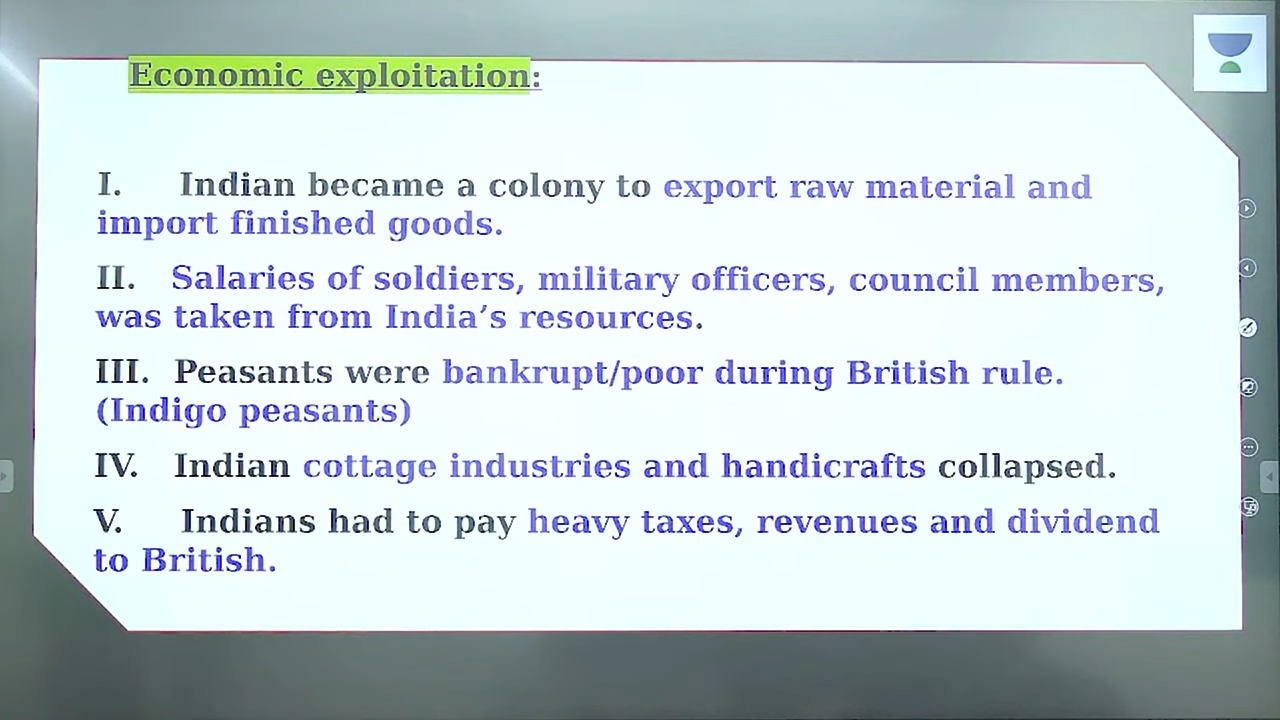 Economic exploitation:
I. Indian became a colony to export raw material and
import finished goods.
II. Salaries of soldiers, military officers, council members,
was taken from India’s resources.
III. Peasants were bankrupt/poor during British rule.
(Indigo peasants)
IV. Indian cottage industries and handicrafts collapsed.
V. Indians had to pay heavy taxes, revenues and dividend
to British.